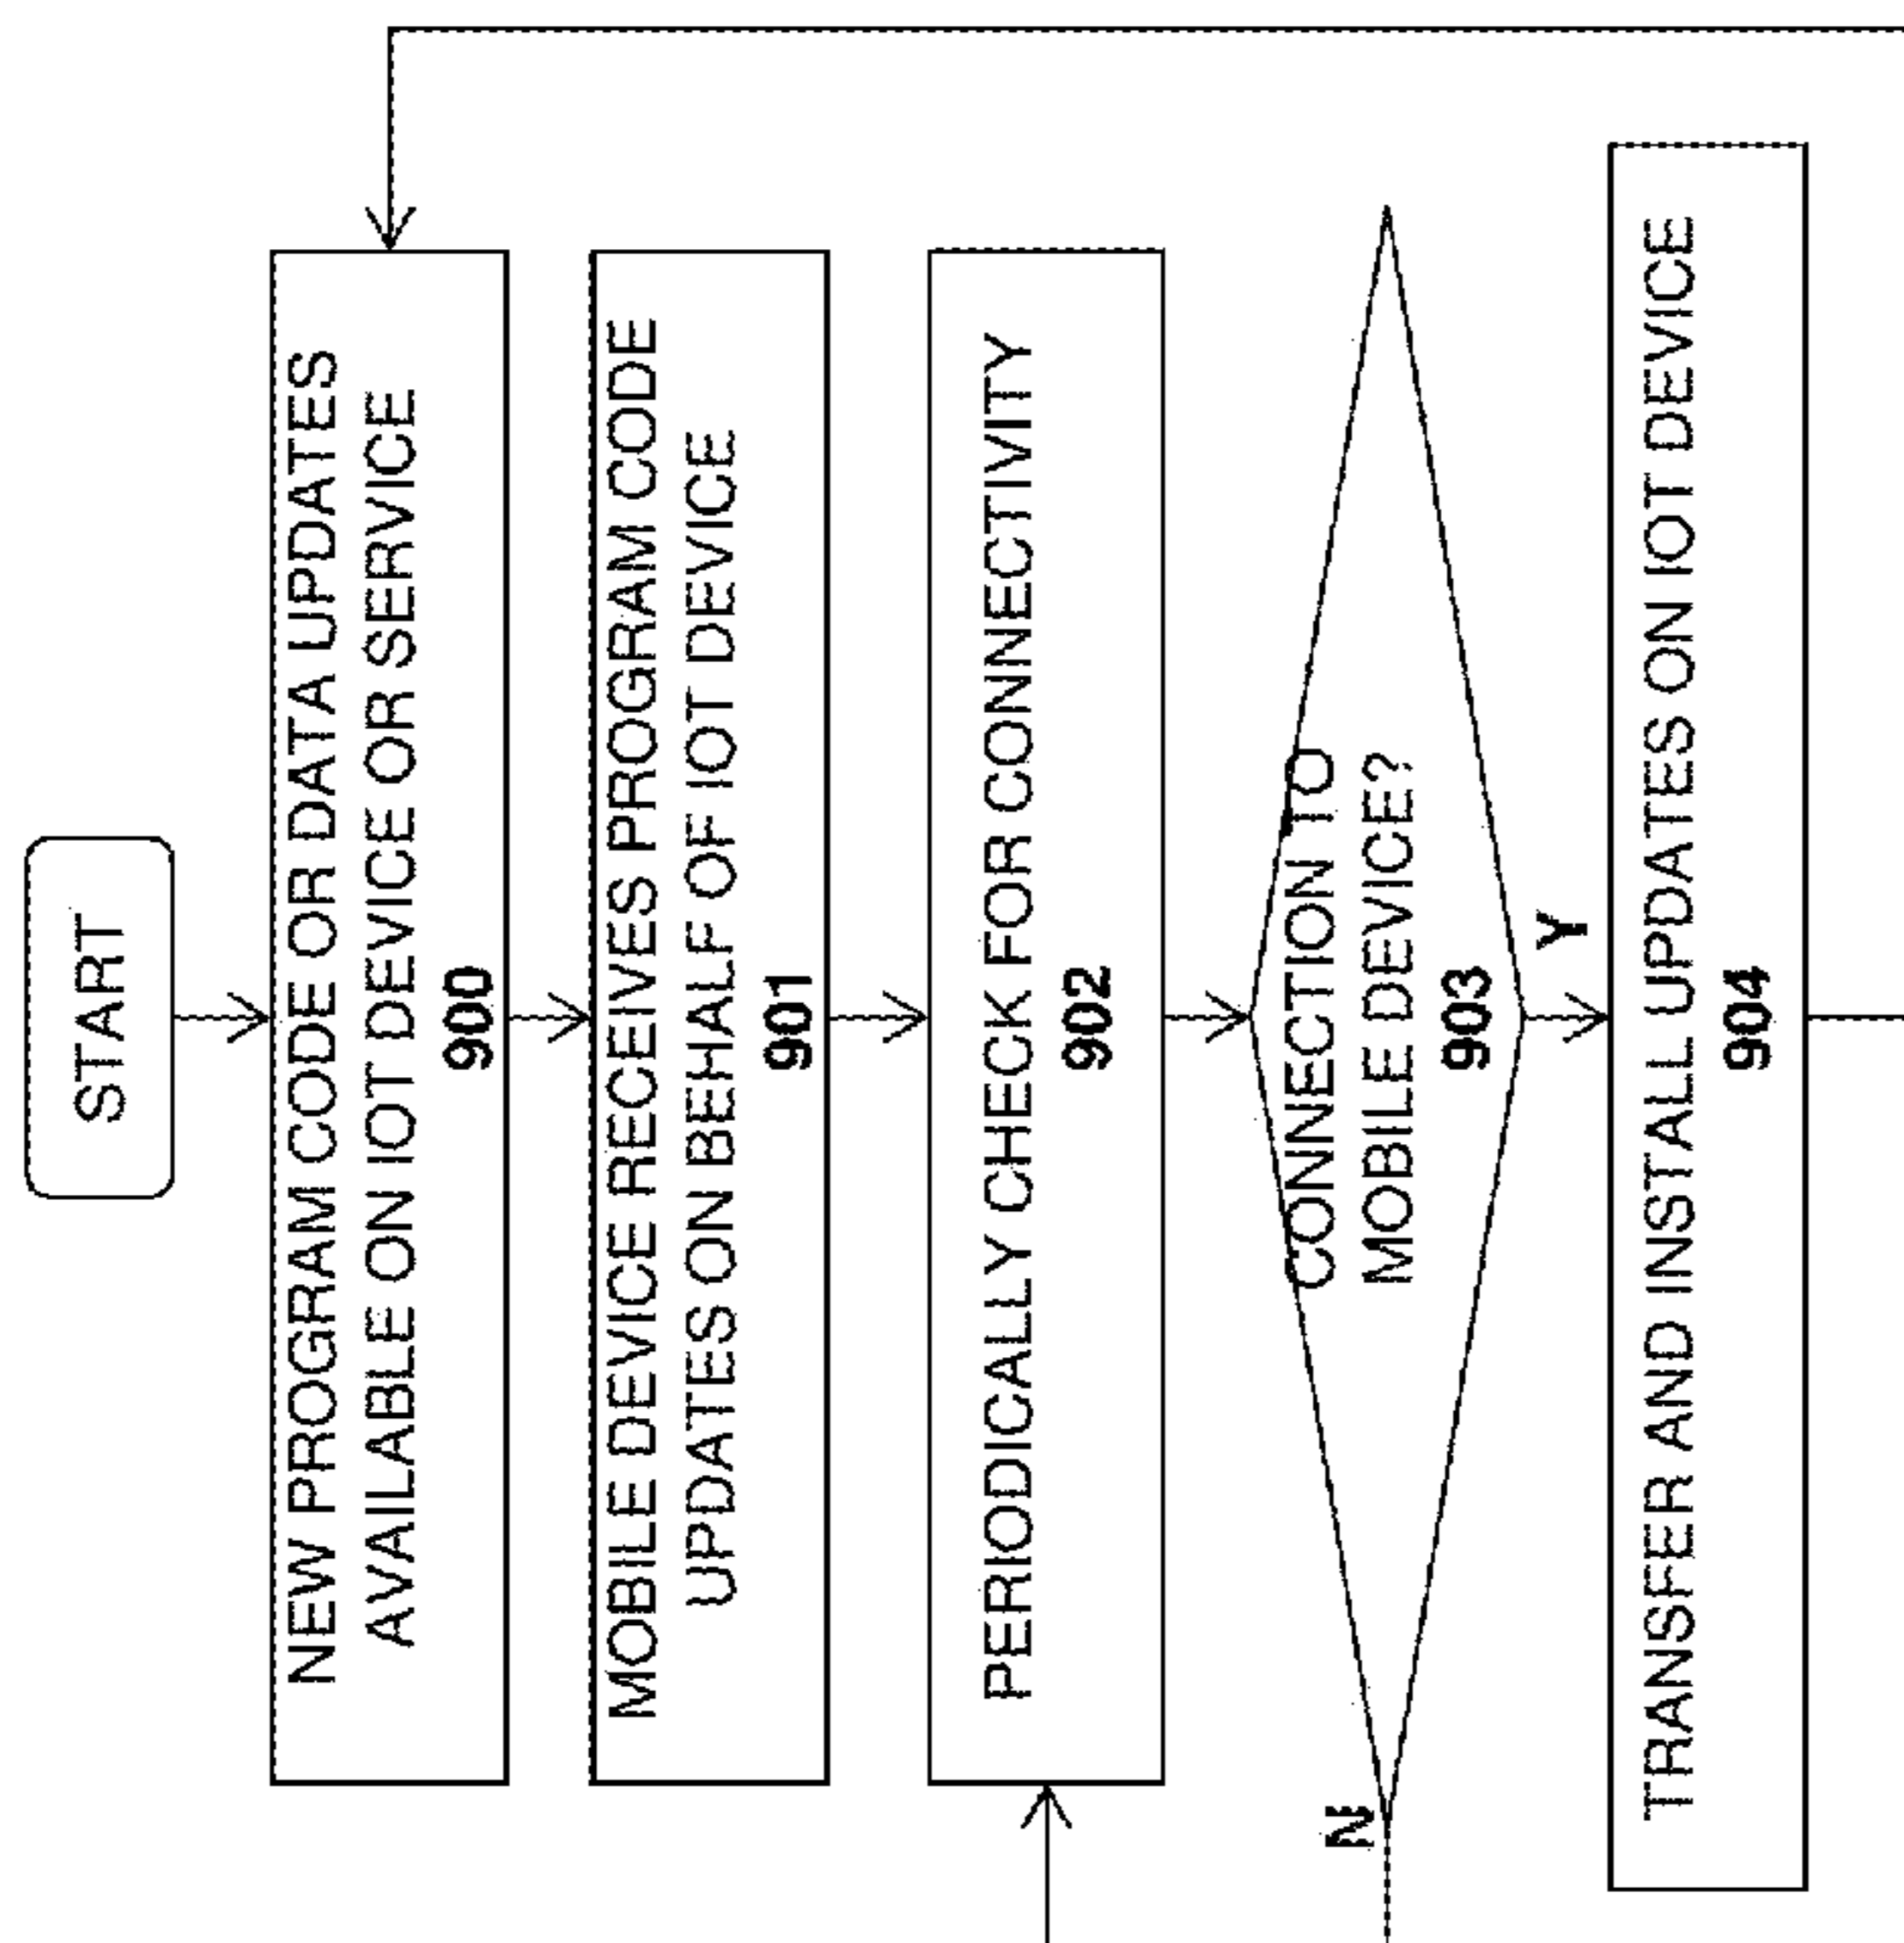 START
NEW PROGRAM CODE OR DATA UPDATES
AVAILABLE ON IOT DEVICE OR SERVICE
900
MOBILE DEVICE RECEIVES PROGRAM CODE
UPDATES ON BEHALF OF IOT DEVICE
901
PERIODICALLY CHECK FOR CONNECTIVITY
902
CONNECTION TO
MOBILE DEVICE?
903
N
Y
TRANSFER AND INSTALL UPDATES ON IOT DEVICE
904